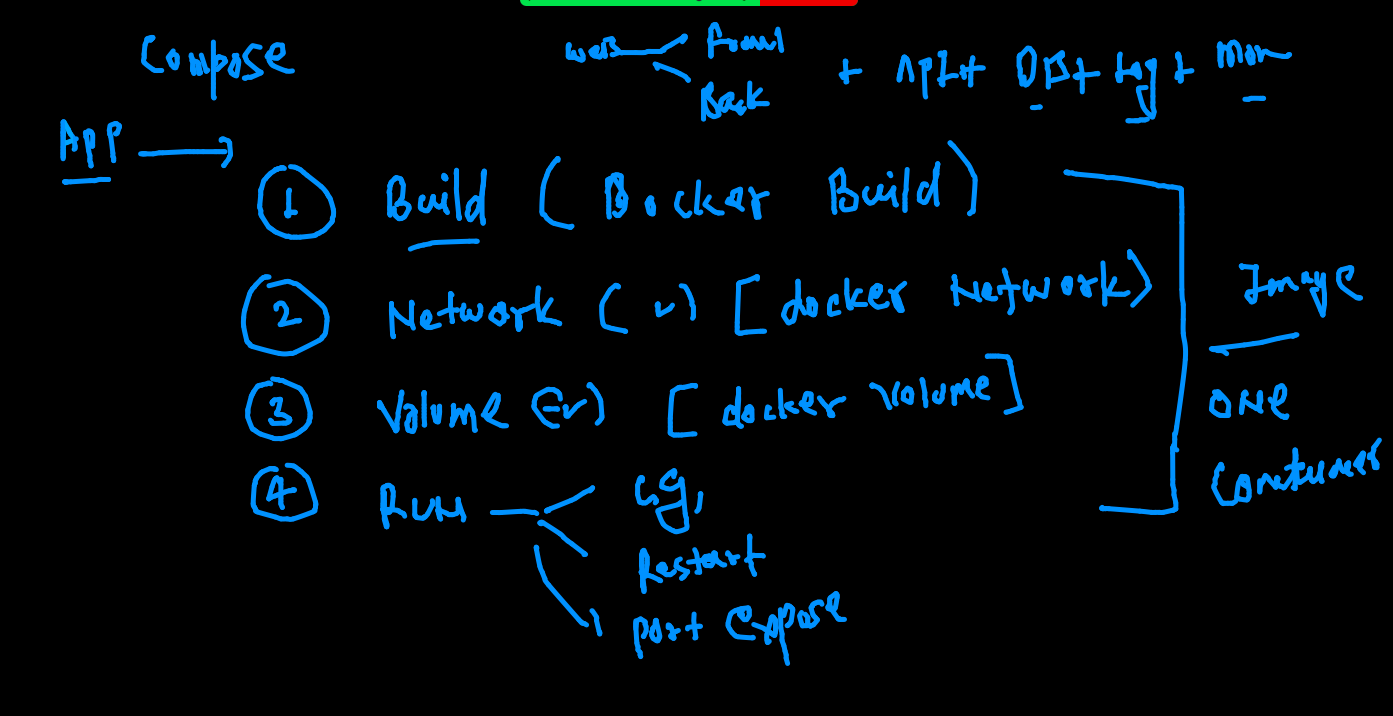 Compose
web Front
Back
+ API + DB + Log + Mon
App
1 Build ( Docker Build )
2 Network ( v ) [ docker Network )
3 Volume (-v) [ docker volume ]
4 Run cg,
Restart
port Expose
Image
ONE
Container